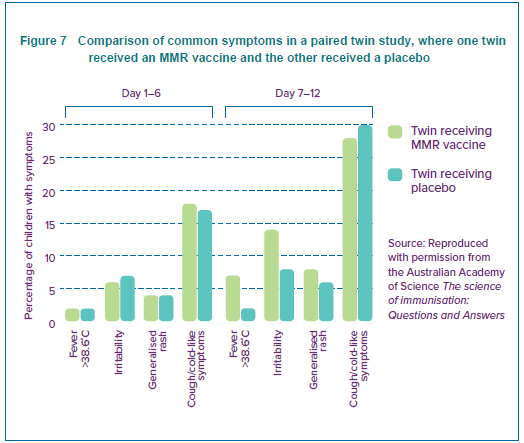 Figure 7 Comparison of common symptoms in a paired twin study, where one twin
received an MMR vaccine and the other received a placebo
Day 1–6
Day 7–12
Percentage of children with symptoms
30
25
20
15
10
5
0
Fever
>38.6°C
Irritability
Generalised
rash
Cough/cold-like
symptoms
Fever
>38.6°C
Irritability
Generalised
rash
Cough/cold-like
symptoms
Twin receiving
MMR vaccine
Twin receiving
placebo
Source: Reproduced
with permission from
the Australian Academy
of Science The science
of immunisation:
Questions and Answers